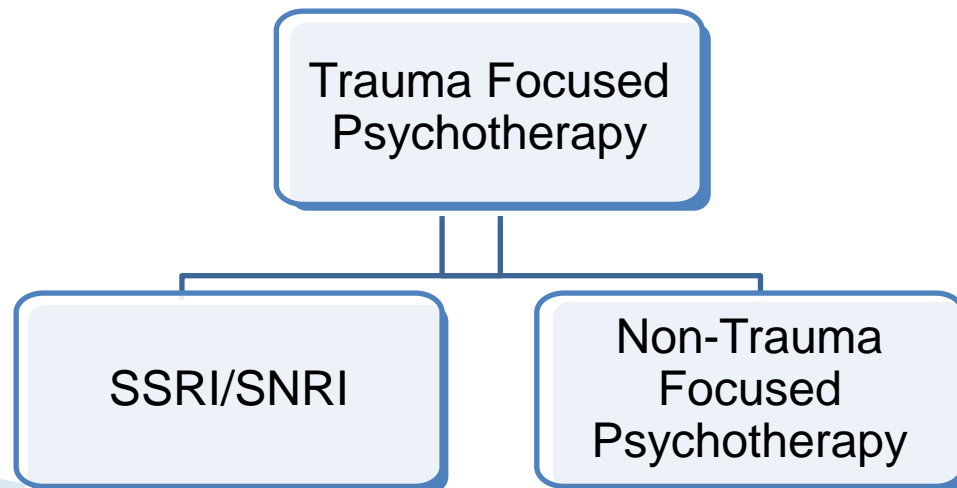 Trauma Focused
Psychotherapy
SSRI/SNRI
Non-Trauma
Focused
Psychotherapy